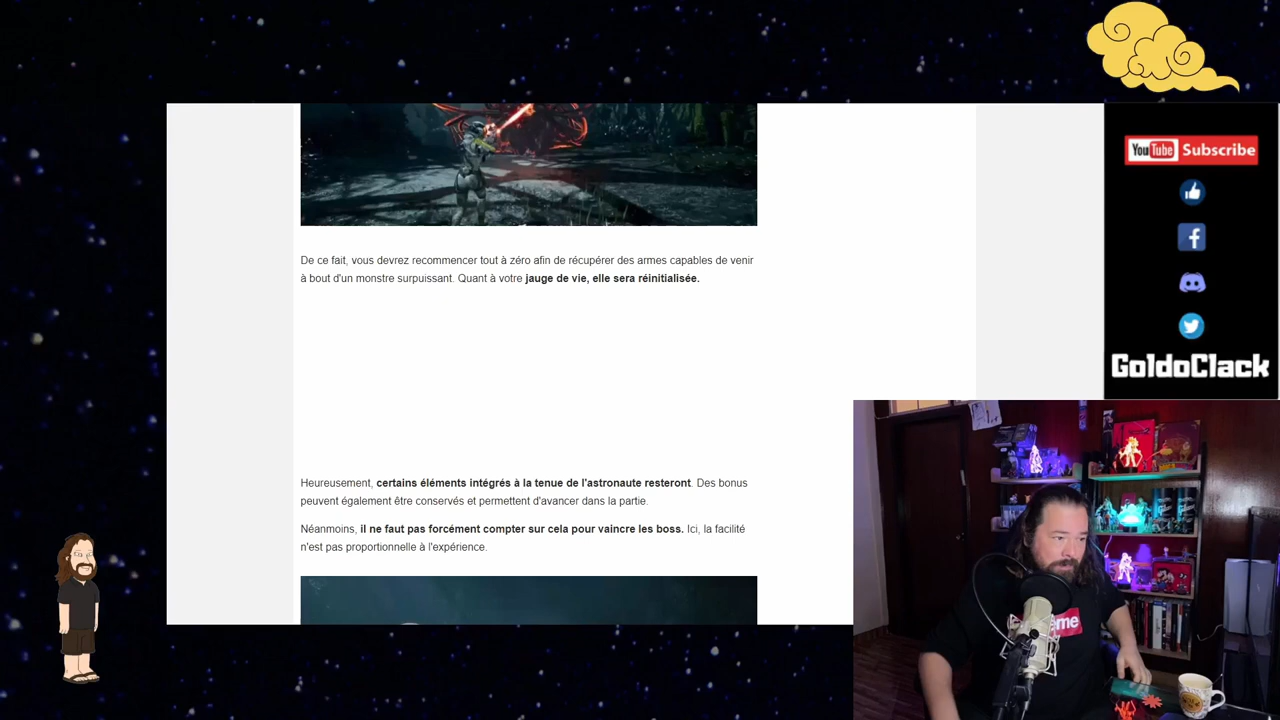 YouTube Subscribe
De ce fait, vous devrez recommencer tout à zéro afin de récupérer des armes capables de venir
à bout d'un monstre surpuissant. Quant à votre jauge de vie, elle sera réinitialisée.
GoldoClack
Heureusement, certains éléments intégrés à la tenue de l'astronaute resteront. Des bonus
peuvent également être conservés et permettent d'avancer dans la partie.
Néanmoins, il ne faut pas forcément compter sur cela pour vaincre les boss. Ici, la facilité
n'est pas proportionnelle à l'expérience.